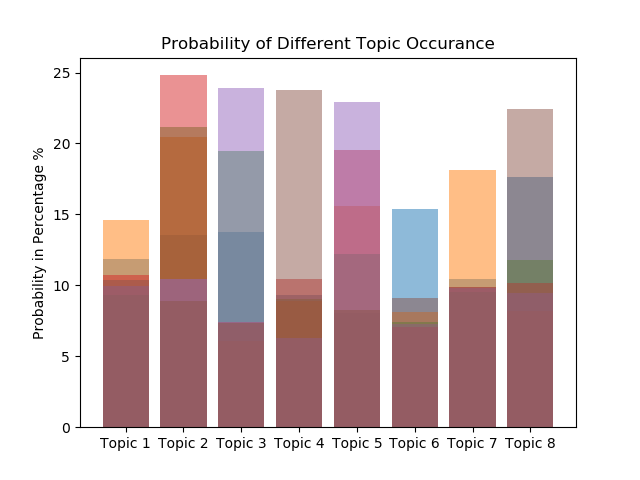 Probability of Different Topic Occurance
Probability in Percentage %
25
20
15
10
5
0
Topic 1 Topic 2 Topic 3 Topic 4 Topic 5 Topic 6 Topic 7 Topic 8